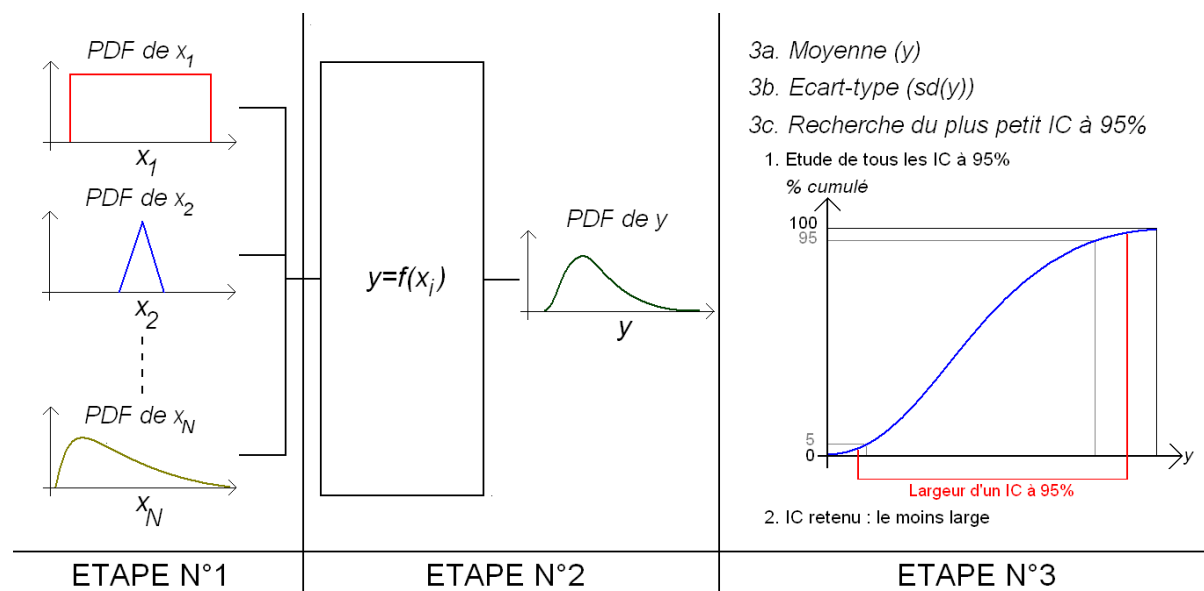 PDF de x1
x1
PDF de x2
x2
PDF de xN
xN
ETAPE N°1
y=f(xi)
PDF de y
y
ETAPE N°2
3a. Moyenne (y)
3b. Ecart-type (sd(y))
3c. Recherche du plus petit IC à 95%
1. Etude de tous les IC à 95%
% cumulé
100
95
5
0
y
Largeur d'un IC à 95%
2. IC retenu : le moins large
ETAPE N°3